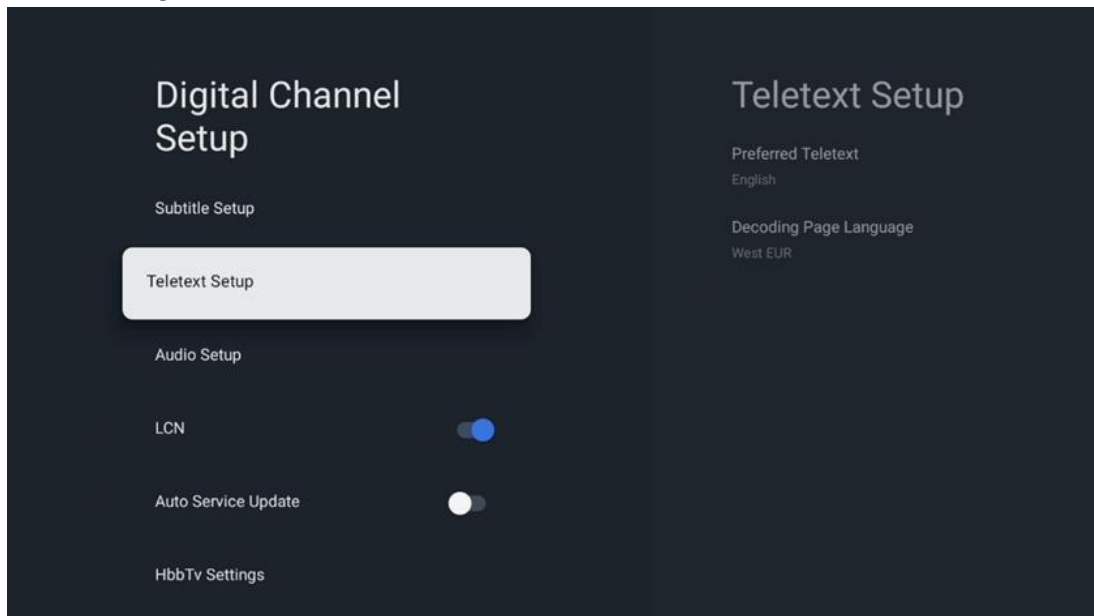 Digital Channel
Setup
Subtitle Setup
Teletext Setup
Audio Setup
LCN
Auto Service Update
HbbTv Settings
Teletext Setup
Preferred Teletext
English
Decoding Page Language
West EUR